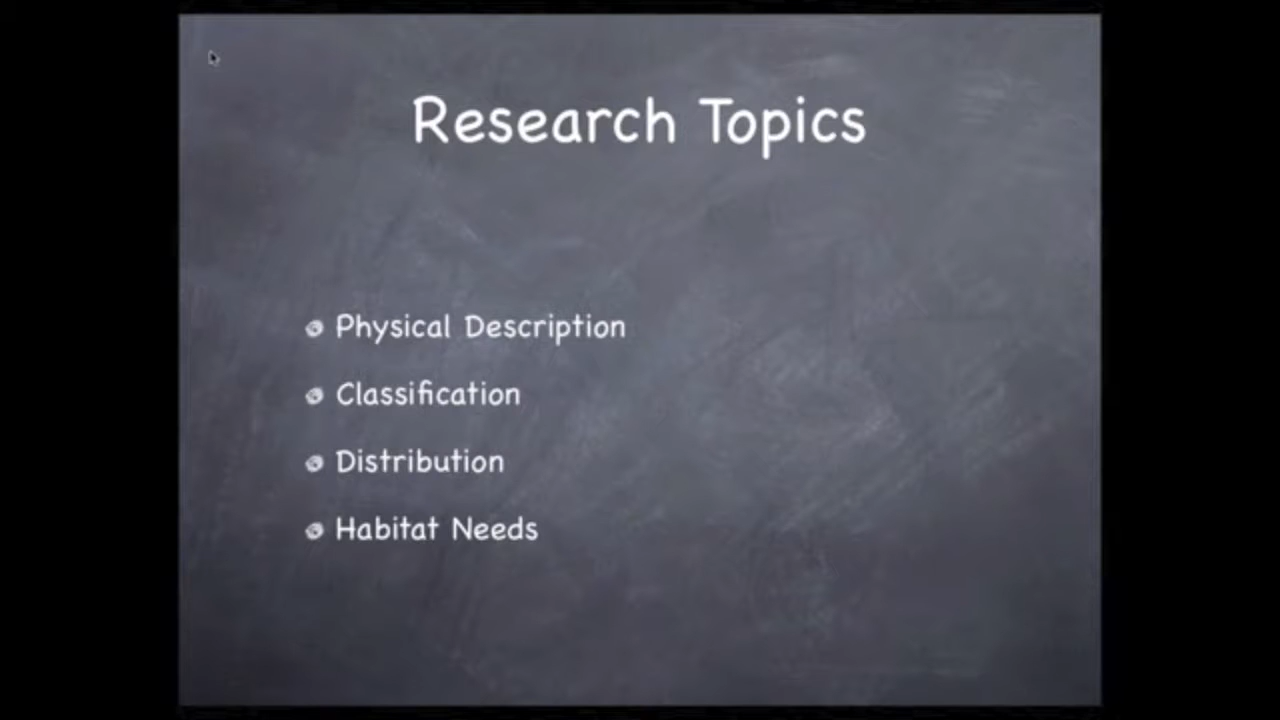 Research Topics
Physical Description
Classification
Distribution
Habitat Needs